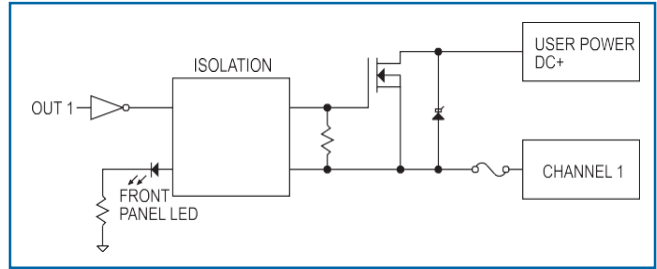 ISOLATION
USER POWER
DC+
OUT 1
FRONT
PANEL LED
CHANNEL 1